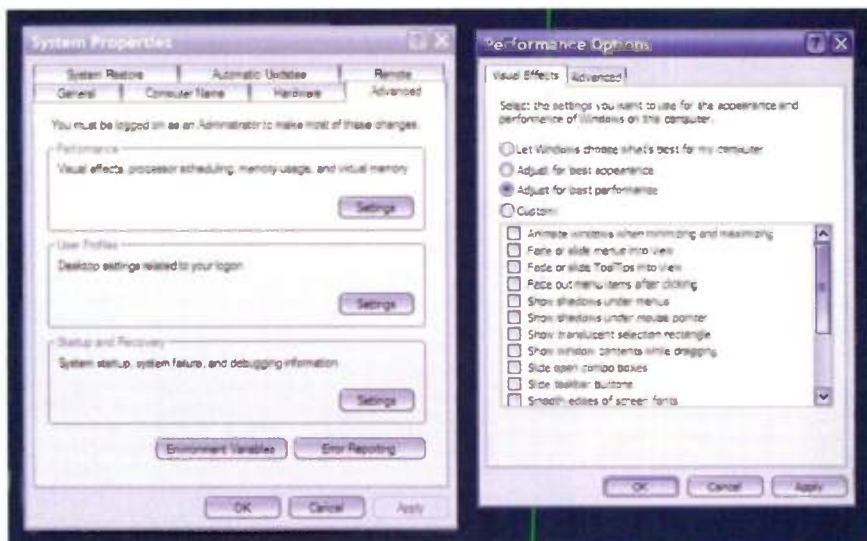 System Properties
System Restore Automatic Updates Remote
General Computer Name Hardware Advanced
You must be logged on as an Administrator to make most of these changes.
Performance
Visual effects, processor scheduling, memory usage, and virtual memory
Settings
User Profiles
Desktop settings related to your logon
Settings
Startup and Recovery
System startup, system failure, and debugging information
Settings
Environment Variables Error Reporting
OK Cancel Apply
Performance Options
Visual Effects Advanced
Select the settings you want to use for the appearance and
performance of Windows on this computer.
Let Windows choose what's best for my computer
Adjust for best appearance
Adjust for best performance
Custom:
Animate windows when minimizing and maximizing
Fade or slide menus into view
Fade or slide ToolTips into view
Fade out menu items after clicking
Show shadows under menus
Show shadows under mouse pointer
Show translucent selection rectangle
Show window contents while dragging
Slide open combo boxes
Slide taskbar buttons
Smooth edges of screen fonts
OK Cancel Apply